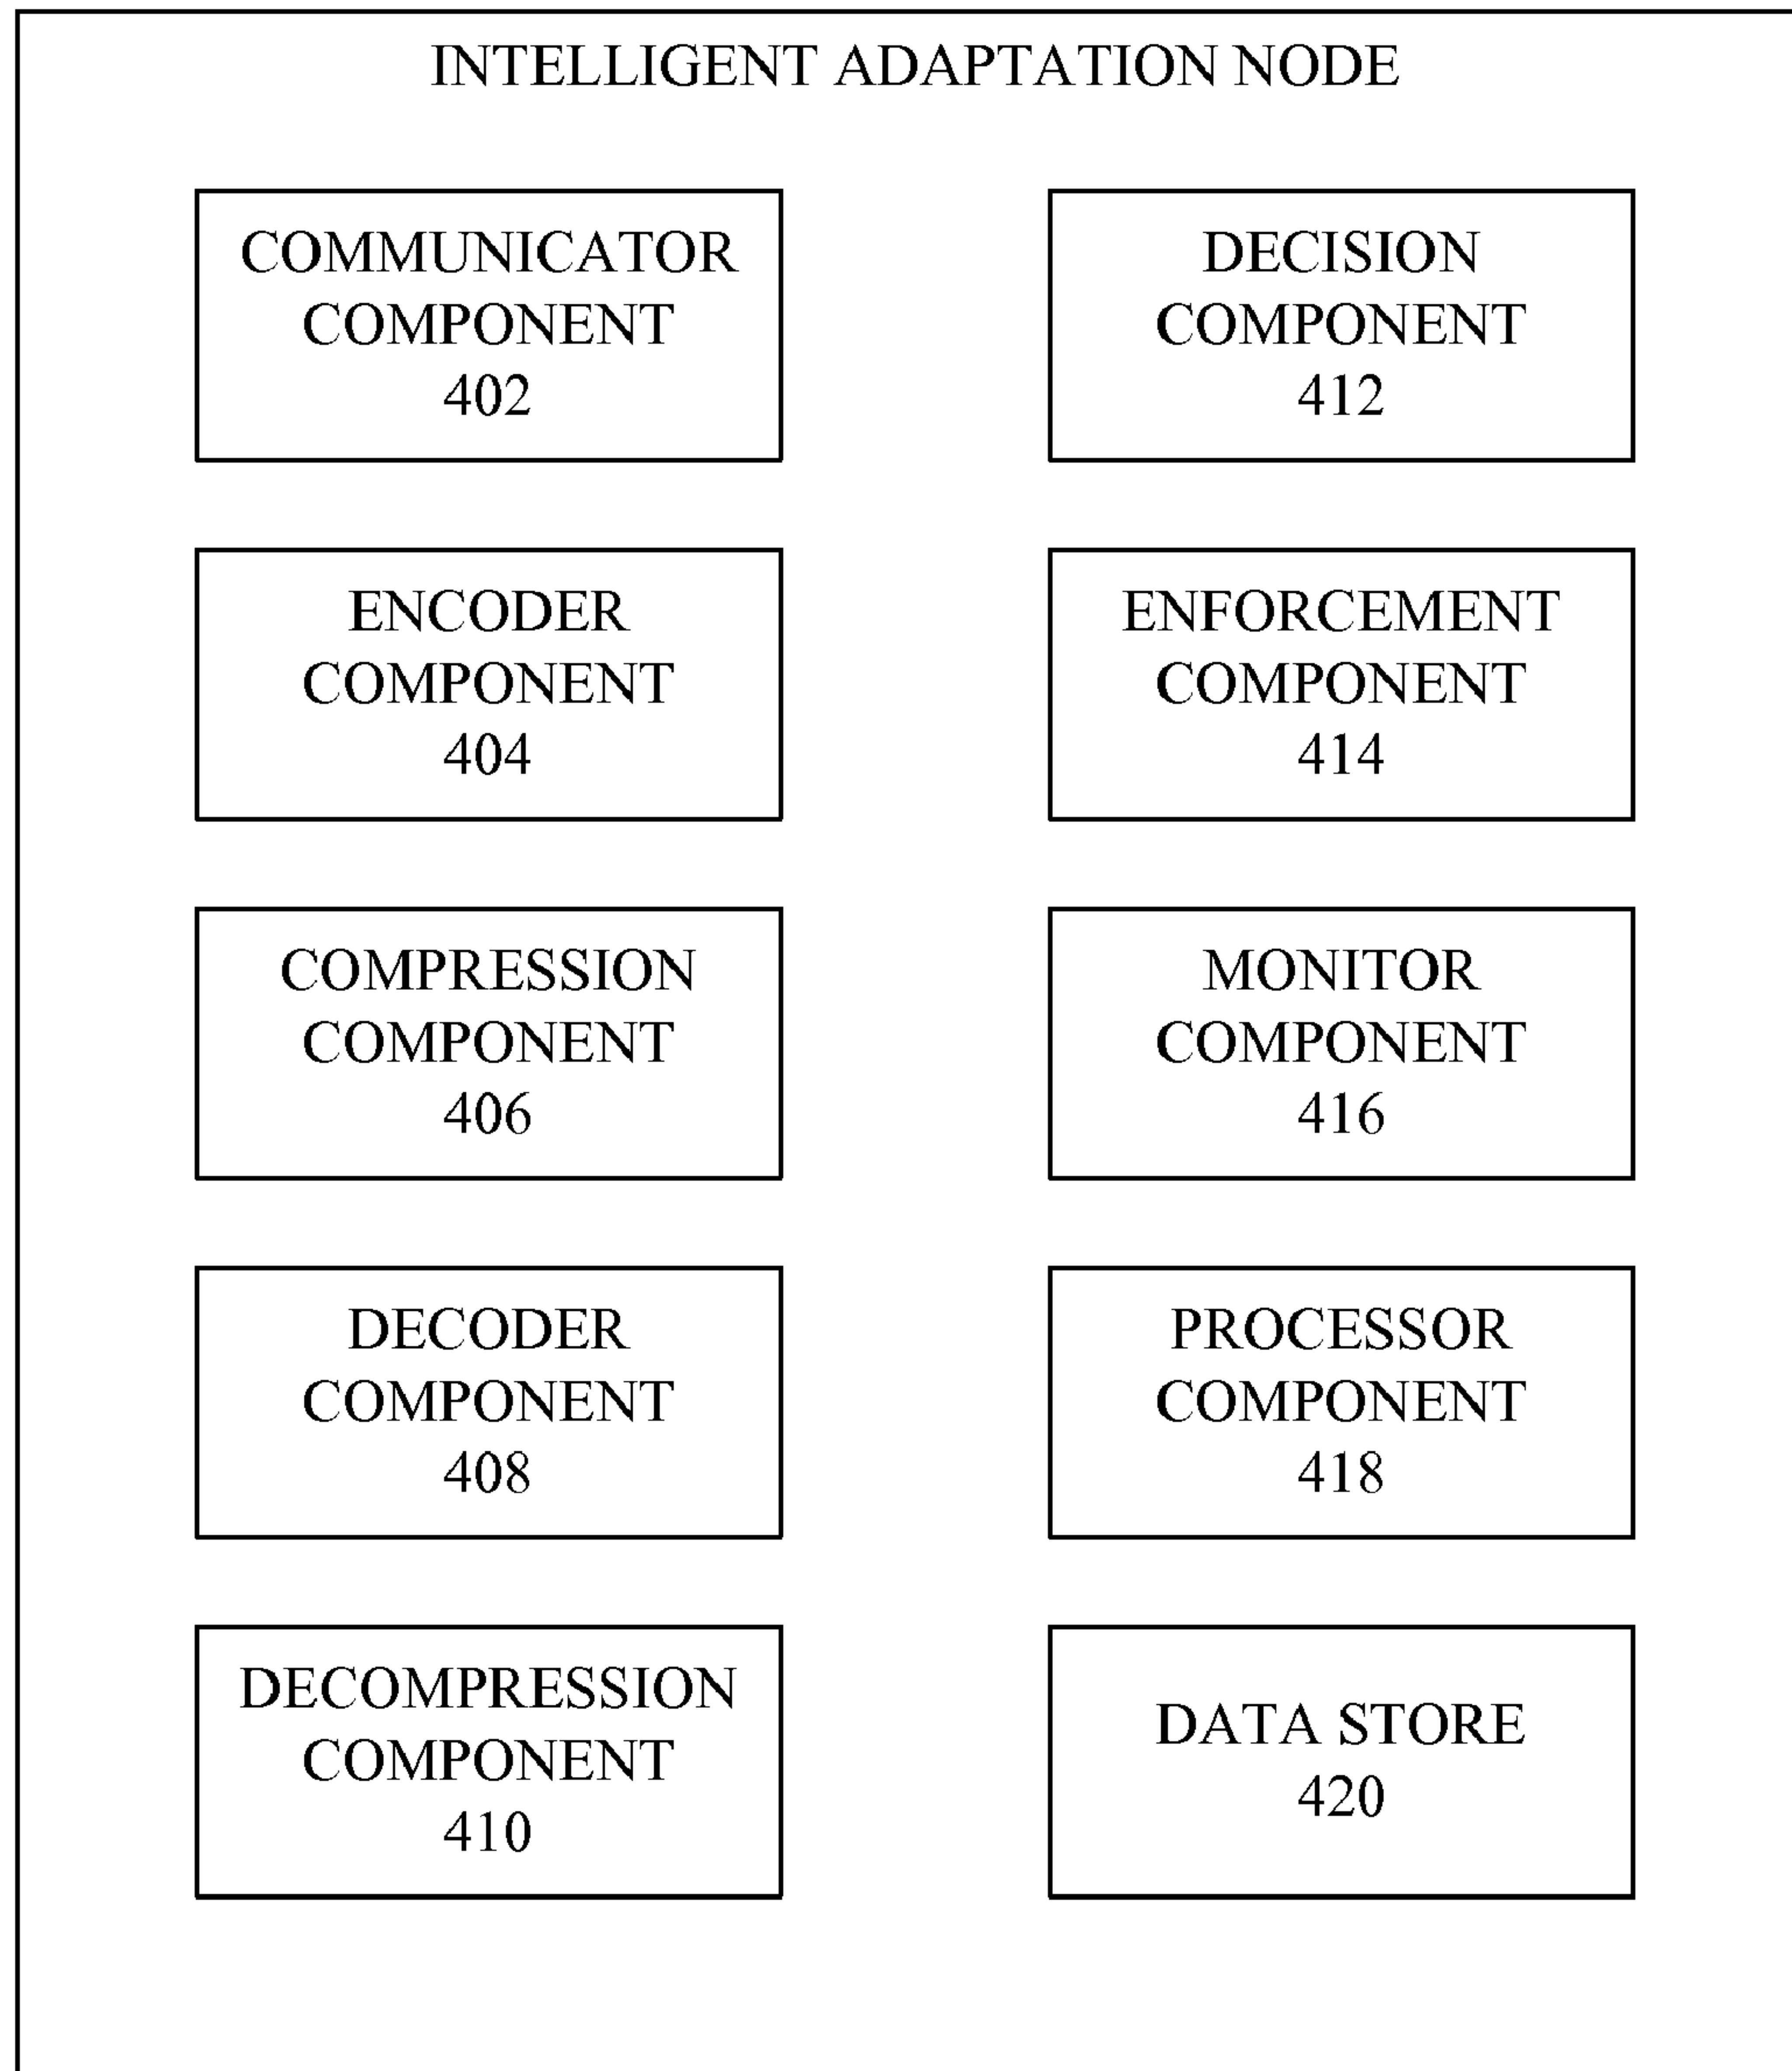 INTELLIGENT ADAPTATION NODE
COMMUNICATOR
COMPONENT
402
ENCODER
COMPONENT
404
COMPRESSION
COMPONENT
406
DECODER
COMPONENT
408
DECOMPRESSION
COMPONENT
410
DECISION
COMPONENT
412
ENFORCEMENT
COMPONENT
414
MONITOR
COMPONENT
416
PROCESSOR
COMPONENT
418
DATA STORE
420